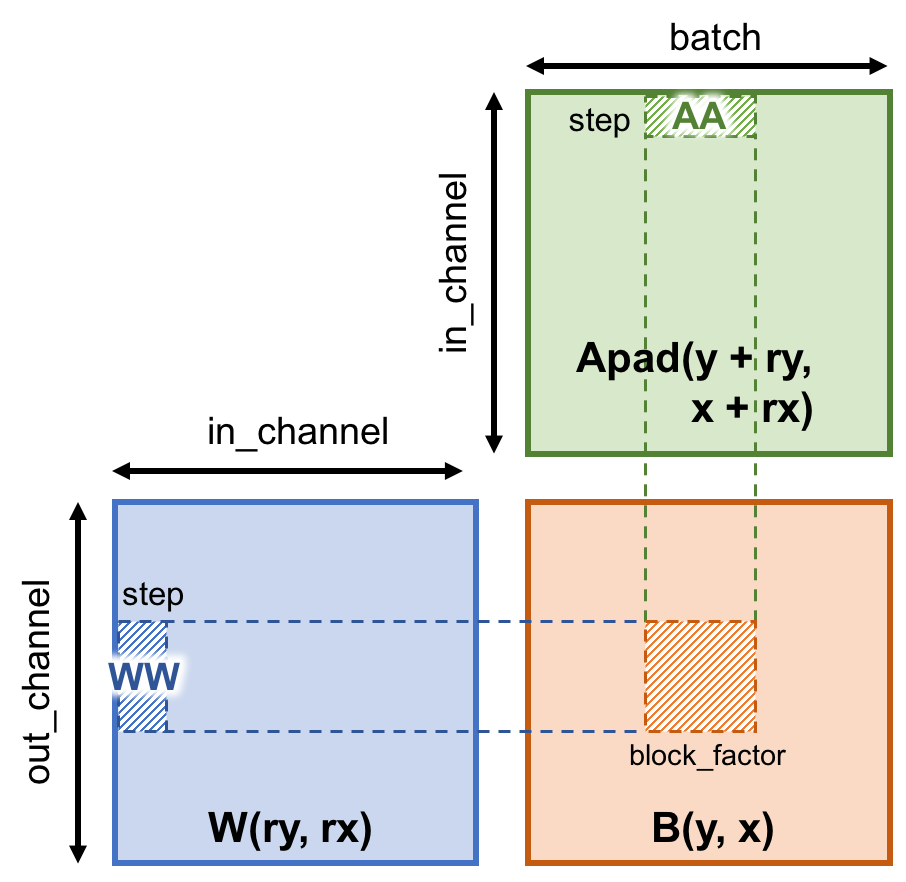 batch
step
AA
in_channel
Apad(y + ry,
x + rx)
in_channel
out_channel
step
WW
block_factor
W(ry, rx)
B(y, x)